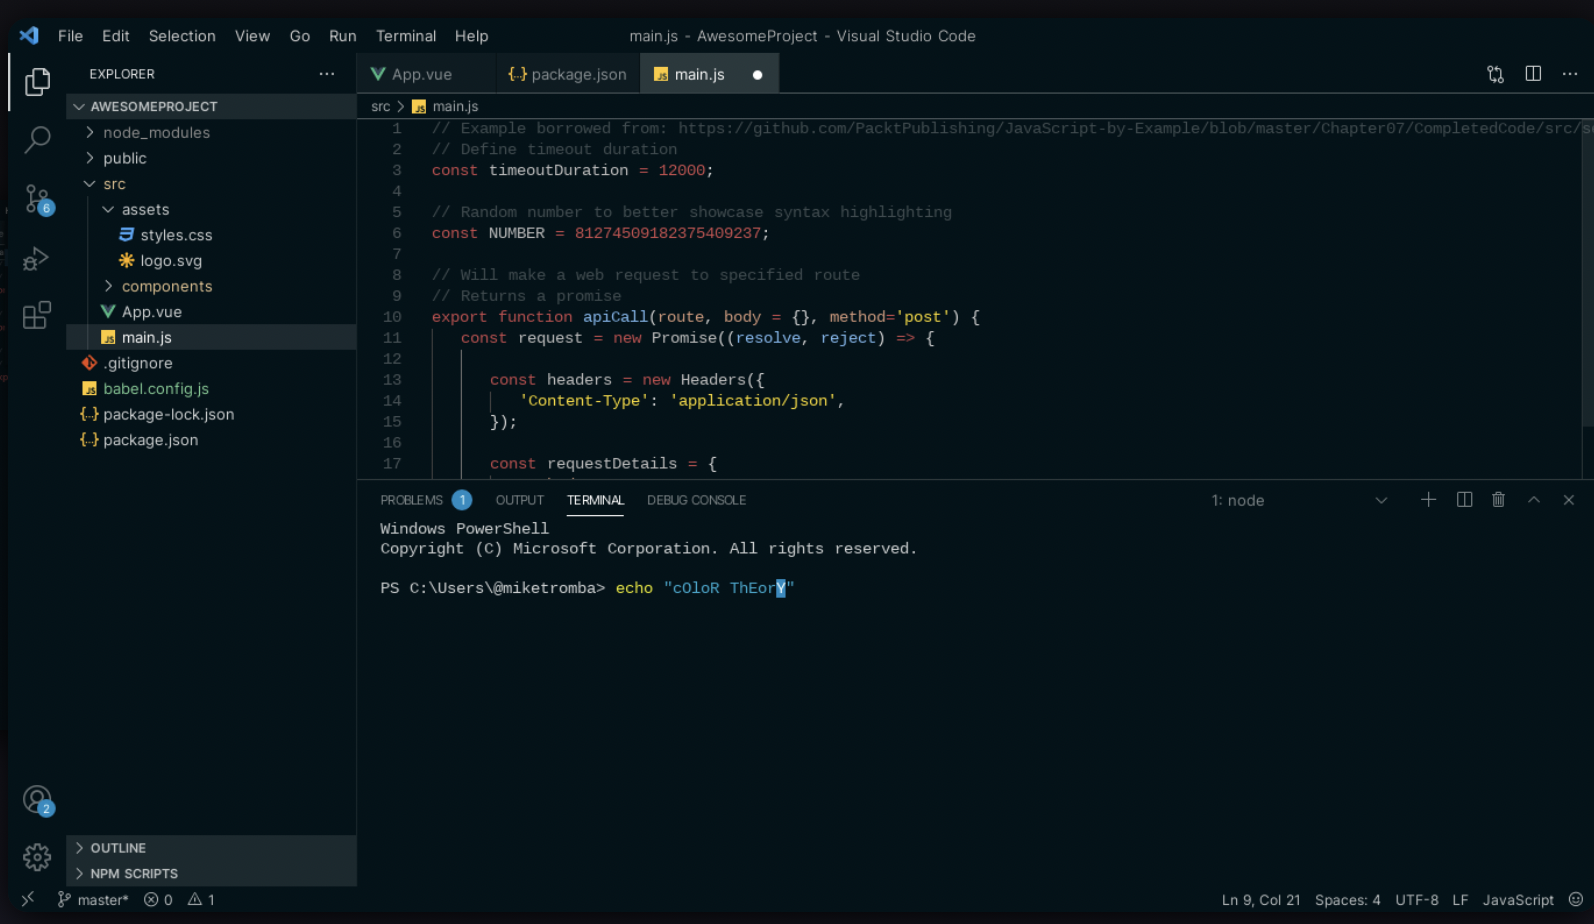 File Edit Selection View Go Run Terminal Help
main.js - AwesomeProject - Visual Studio Code
EXPLORER
App.vue
{..} package.json
JS main.js
AWESOMEPROJECT
node_modules
public
src
assets
styles.css
logo.svg
components
App.vue
JS main.js
.gitignore
JS babel.config.js
{..} package-lock.json
{..} package.json
6
2
OUTLINE
NPM SCRIPTS
src > JS main.js
1 // Example borrowed from: https://github.com/PacktPublishing/JavaScript-by-Example/blob/master/Chapter07/CompletedCode/src/
2 // Define timeout duration
3 const timeoutDuration = 12000;
4
5 // Random number to better showcase syntax highlighting
6 const NUMBER = 81274509182375409237;
7
8 // Will make a web request to specified route
9 // Returns a promise
10 export function apiCall(route, body = {}, method='post') {
11 const request = new Promise((resolve, reject) => {
12
13 const headers = new Headers({
14 'Content-Type': 'application/json',
15 });
16
17 const requestDetails = {
PROBLEMS 1 OUTPUT TERMINAL DEBUG CONSOLE
1: node
Windows PowerShell
Copyright (C) Microsoft Corporation. All rights reserved.
PS C:\Users\@miketromba> echo "cOloR ThEorY"
master* 0 1
Ln 9, Col 21 Spaces: 4 UTF-8 LF JavaScript